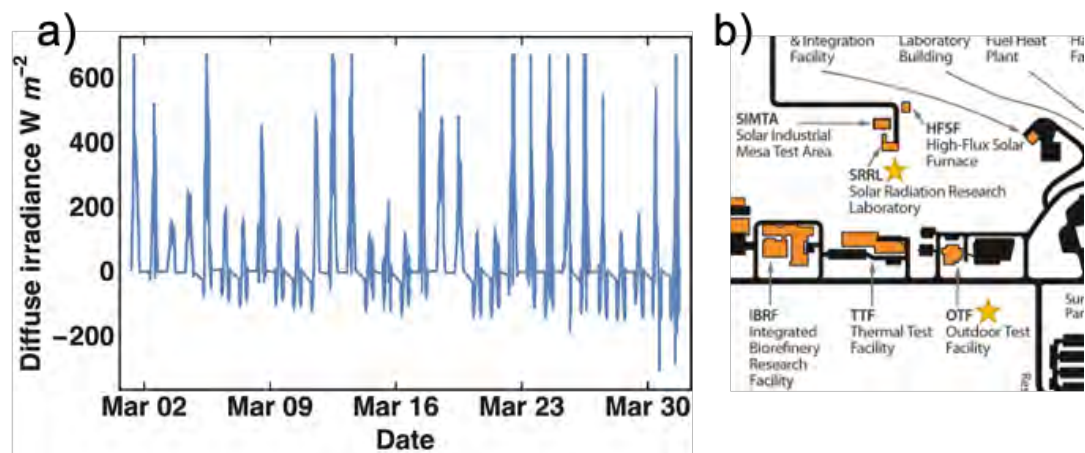 a)
Diffuse irradiance W m⁻²
600
400
200
0
−200
Mar 02 Mar 09 Mar 16 Mar 23 Mar 30
Date
b)
& Integration
Facility
Laboratory
Building
Fuel Heat
Plant
SIMTA
Solar Industrial
Mesa Test Area
HFSF
High-Flux Solar
Furnace
SRRL
Solar Radiation Research
Laboratory
IBRF
Integrated
Biorefinery
Research
Facility
TTF
Thermal Test
Facility
OTF
Outdoor Test
Facility